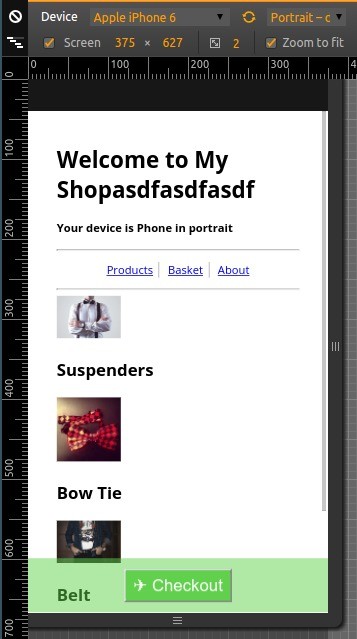 Device Apple iPhone 6 Portrait – c
Screen 375 × 627 2 Zoom to fit
0 100 200 300 4
0
100
200
300
400
500
600
700
Welcome to My
Shopasdfasdfasdf
Your device is Phone in portrait
Products Basket About
Suspenders
Bow Tie
Belt
✈ Checkout